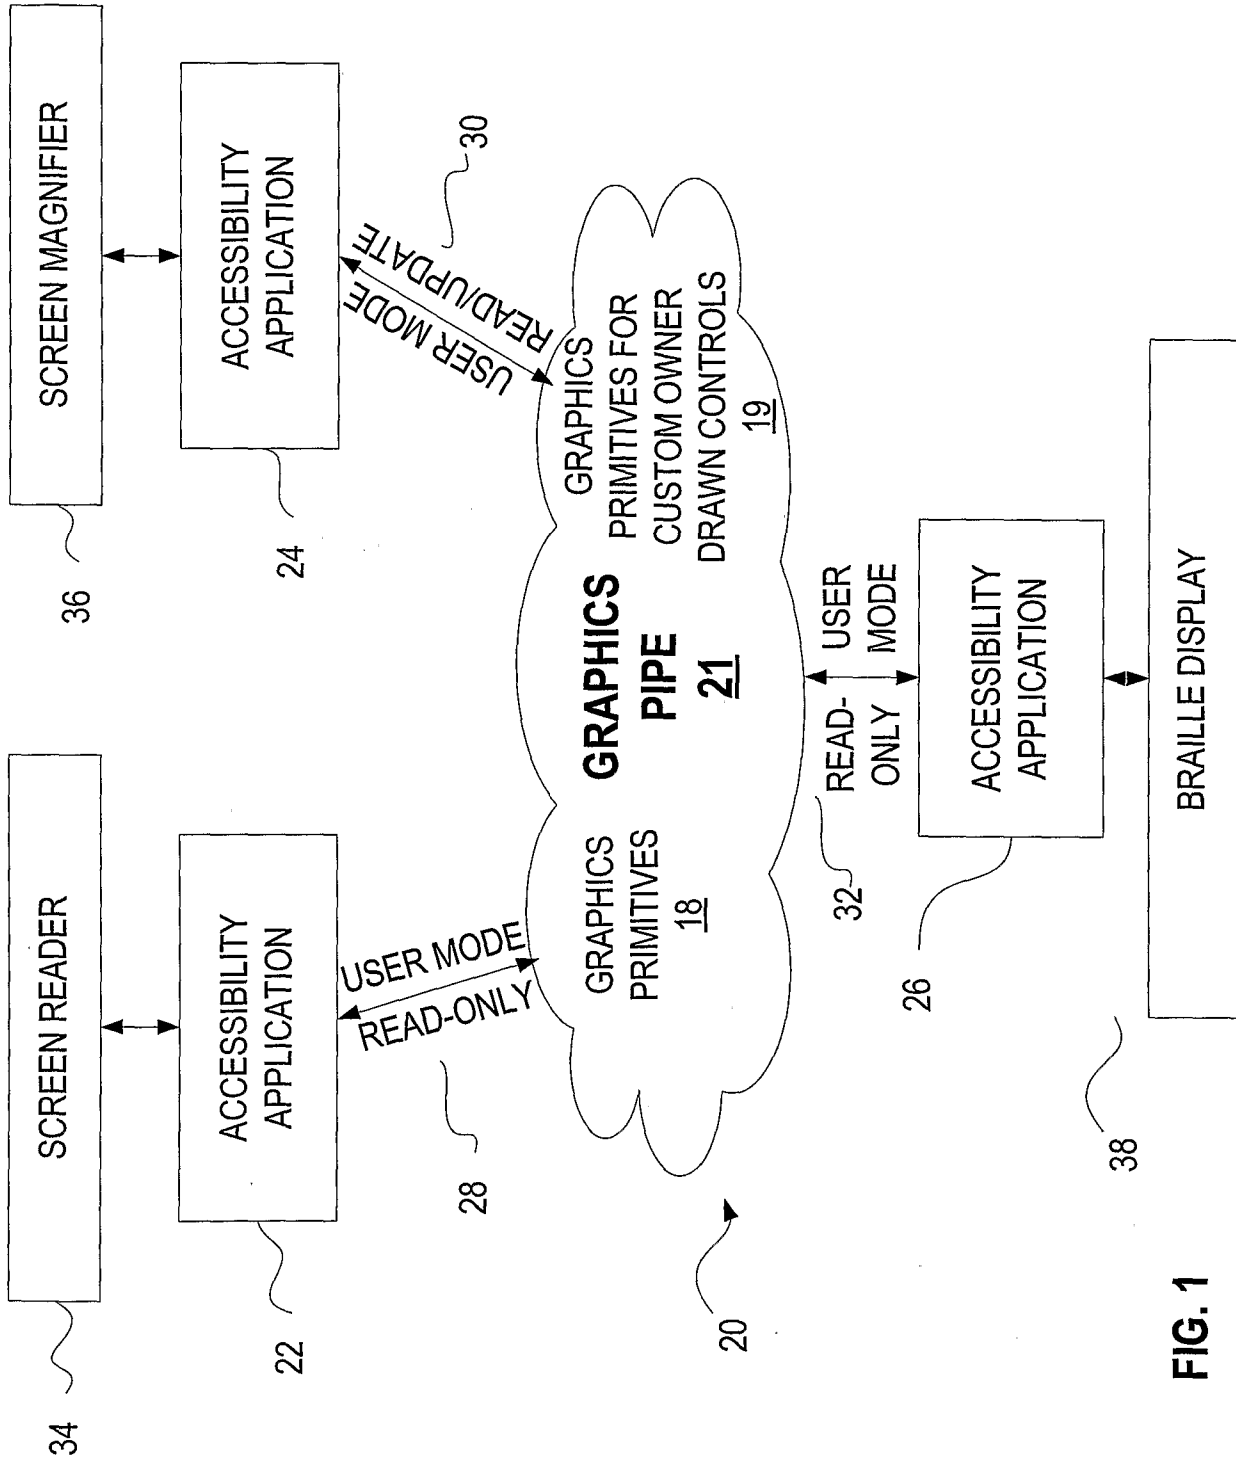 34
SCREEN READER
22
ACCESSIBILITY
APPLICATION
28
USER MODE
READ-ONLY
36
SCREEN MAGNIFIER
24
ACCESSIBILITY
APPLICATION
30
USER MODE
READ/UPDATE
20
GRAPHICS
PRIMITIVES
18
GRAPHICS
PIPE
21
GRAPHICS
PRIMITIVES FOR
CUSTOM OWNER
DRAWN CONTROLS
19
32
READ-
ONLY
USER
MODE
26
ACCESSIBILITY
APPLICATION
38
BRAILLE DISPLAY
FIG. 1